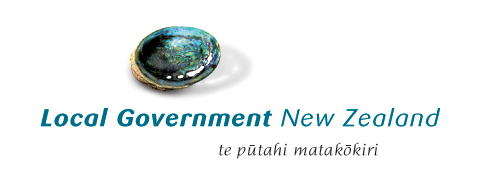 Local Government New Zealand
te pūtahi matakōkiri